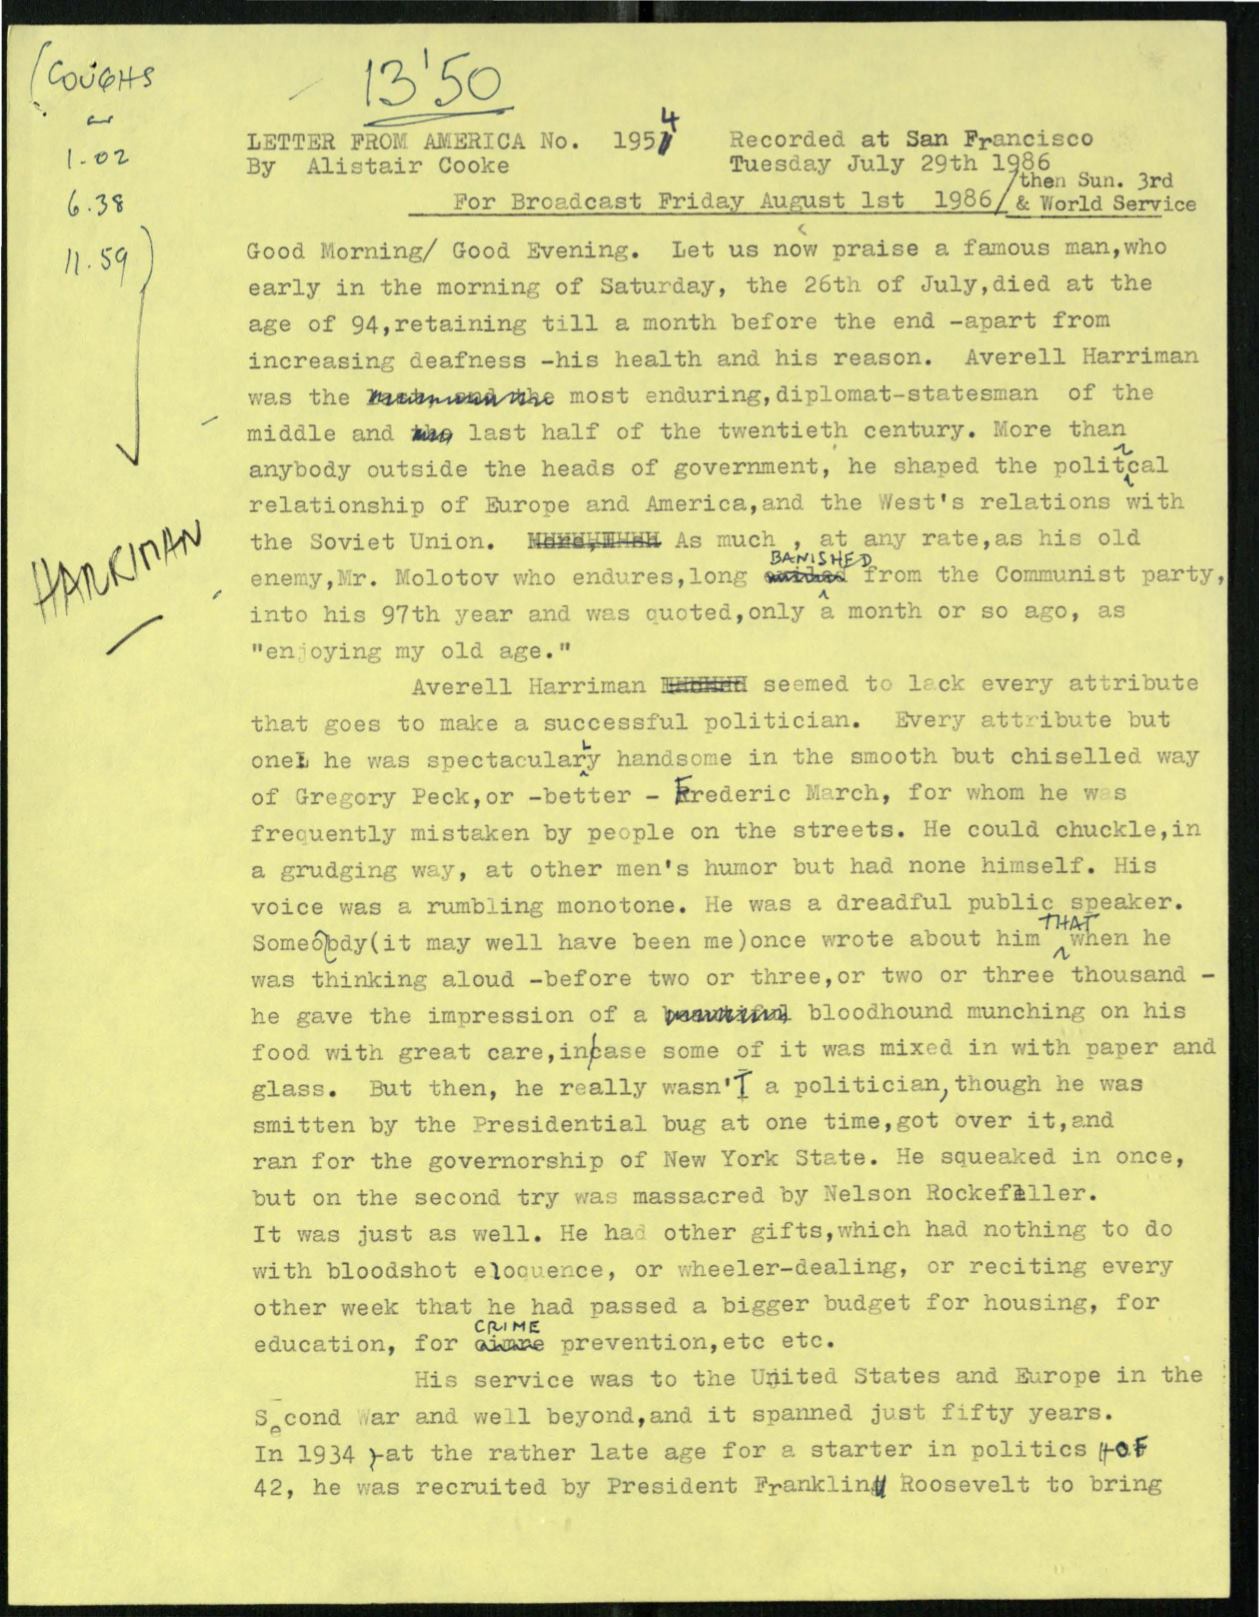 (COUGHS
13'50
1.02
6.38
11.59
HARRIMAN
LETTER FROM AMERICA No. 1954 Recorded at San Francisco
By Alistair Cooke Tuesday July 29th 1986
/then Sun. 3rd
For Broadcast Friday August 1st 1986/ & World Service
Good Morning/ Good Evening. Let us now praise a famous man,who
early in the morning of Saturday, the 26th of July,died at the
age of 94,retaining till a month before the end -apart from
increasing deafness -his health and his reason. Averell Harriman
was the most enduring,diplomat-statesman of the
middle and last half of the twentieth century. More than
anybody outside the heads of government, he shaped the politcal
relationship of Europe and America,and the West's relations with
the Soviet Union. As much , at any rate,as his old
BANISHED
enemy,Mr. Molotov who endures,long from the Communist party,
into his 97th year and was quoted,only a month or so ago, as
"enjoying my old age."
Averell Harriman seemed to lack every attribute
that goes to make a successful politician. Every attribute but
one: he was spectacularLy handsome in the smooth but chiselled way
of Gregory Peck,or -better - Frederic March, for whom he was
frequently mistaken by people on the streets. He could chuckle,in
a grudging way, at other men's humor but had none himself. His
voice was a rumbling monotone. He was a dreadful public speaker.
THAT
Someobdy(it may well have been me)once wrote about him when he
was thinking aloud -before two or three,or two or three thousand -
he gave the impression of a bloodhound munching on his
food with great care,in/case some of it was mixed in with paper and
glass. But then, he really wasn'T a politician,though he was
smitten by the Presidential bug at one time,got over it,and
ran for the governorship of New York State. He squeaked in once,
but on the second try was massacred by Nelson Rockefeller.
It was just as well. He had other gifts,which had nothing to do
with bloodshot eloquence, or wheeler-dealing, or reciting every
other week that he had passed a bigger budget for housing, for
CRIME
education, for cimre prevention,etc etc.
His service was to the United States and Europe in the
Second War and well beyond,and it spanned just fifty years.
In 1934 -at the rather late age for a starter in politics OF
42, he was recruited by President Franklin Roosevelt to bring